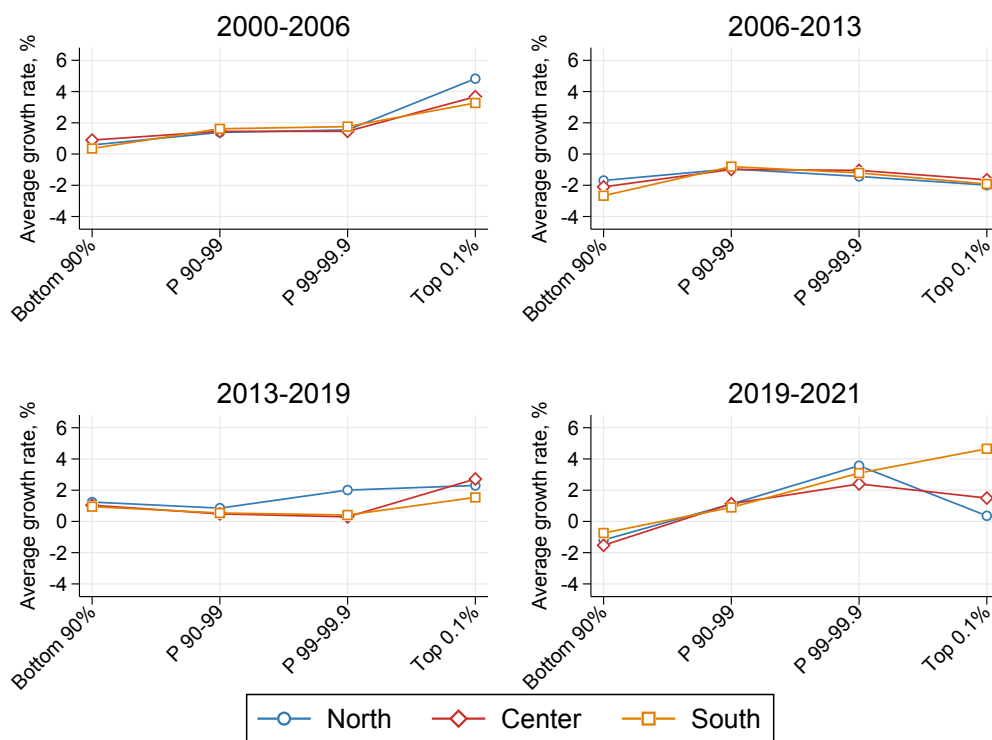 2000-2006
Average growth rate, %
6
4
2
0
-2
-4
Bottom 90%
P 90-99
P 99-99.9
Top 0.1%
2006-2013
Average growth rate, %
6
4
2
0
-2
-4
Bottom 90%
P 90-99
P 99-99.9
Top 0.1%
2013-2019
Average growth rate, %
6
4
2
0
-2
-4
Bottom 90%
P 90-99
P 99-99.9
Top 0.1%
2019-2021
Average growth rate, %
6
4
2
0
-2
-4
Bottom 90%
P 90-99
P 99-99.9
Top 0.1%
North Center South